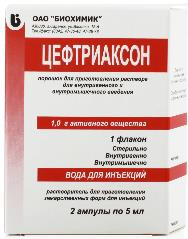 ОАО "БИОХИМИК"
ЦЕФТРИАКСОН
порошок для приготовления раствора
для внутривенного и
внутримышечного введения
1,0 г активного вещества
1 флакон
Стерильно
Внутривенно
Внутримышечно
ВОДА ДЛЯ ИНЪЕКЦИЙ
растворитель для приготовления
лекарственных форм для инъекций
2 ампулы по 5 мл